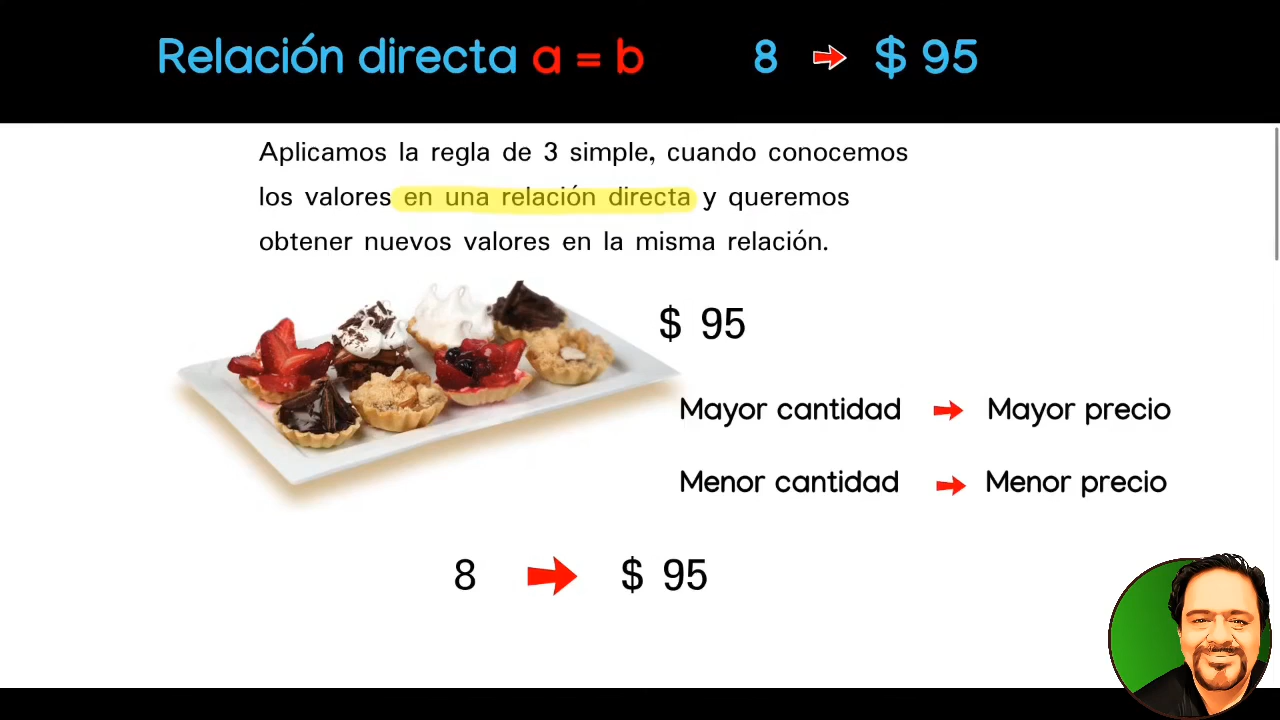 Relación directa a = b 8 $ 95
Aplicamos la regla de 3 simple, cuando conocemos
los valores en una relación directa y queremos
obtener nuevos valores en la misma relación.
$ 95
Mayor cantidad Mayor precio
Menor cantidad Menor precio
8 $ 95